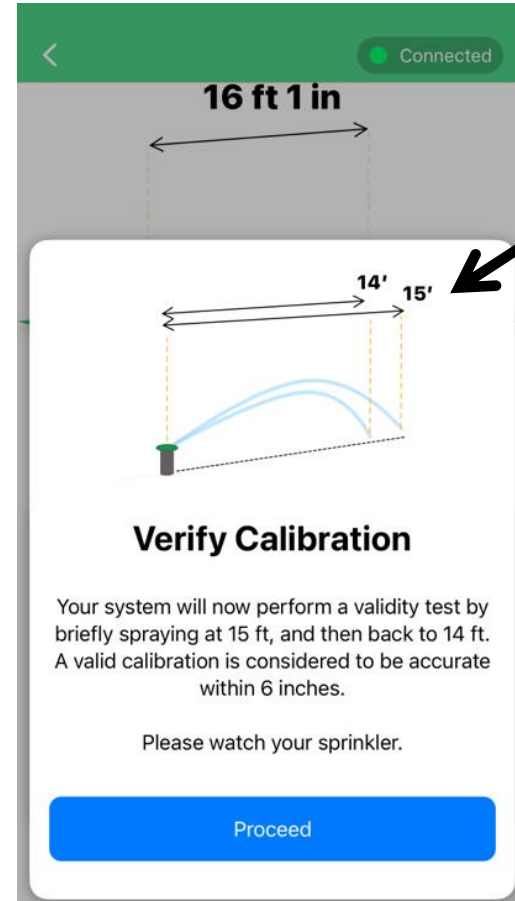 Connected
16 ft 1 in
14'
15'
Verify Calibration
Your system will now perform a validity test by
briefly spraying at 15 ft, and then back to 14 ft.
A valid calibration is considered to be accurate
within 6 inches.
Please watch your sprinkler.
Proceed